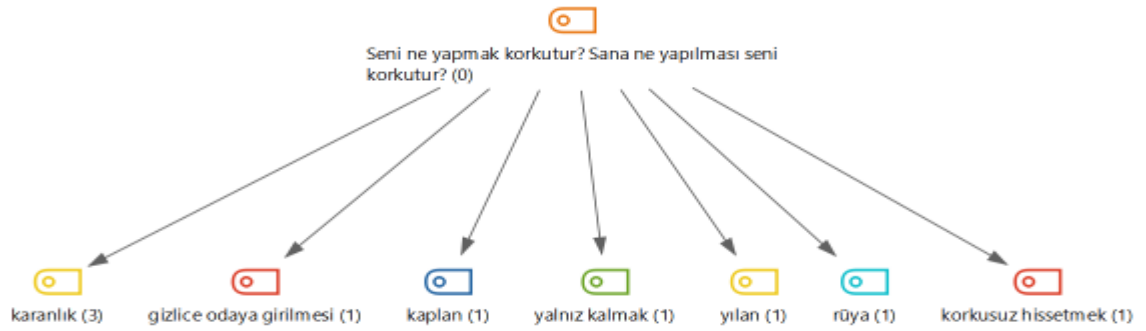 Seni ne yapmak korkutur? Sana ne yapılması seni
korkutur? (0)
karanlık (3)
gizlice odaya girilmesi (1)
kaplan (1)
yalnız kalmak (1)
yılan (1)
rüya (1)
korkusuz hissetmek (1)